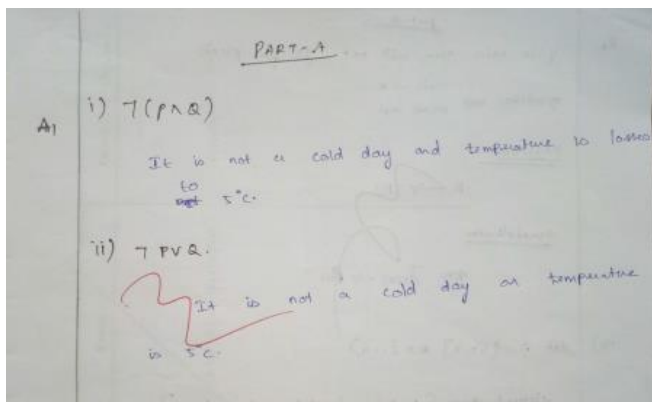 PART-A
A1 i) ¬(P∧Q)
It is not a cold day and temperature is
to
5°C.
ii) ¬P∨Q.
It is not a cold day or temperature
is 5°C.